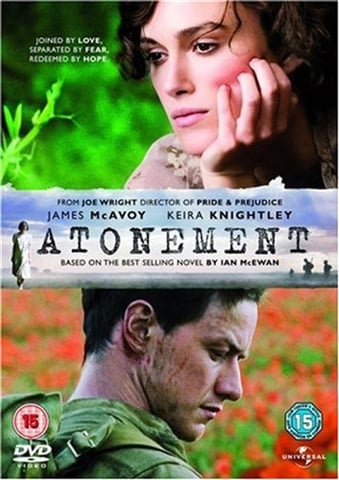 JOINED BY LOVE,
SEPARATED BY FEAR,
REDEEMED BY HOPE.
FROM JOE WRIGHT DIRECTOR OF PRIDE & PREJUDICE
JAMES McAVOY KEIRA KNIGHTLEY
ATONEMENT
BASED ON THE BEST SELLING NOVEL BY IAN McEWAN
15
DVD
VIDEO
15
UNIVERSAL